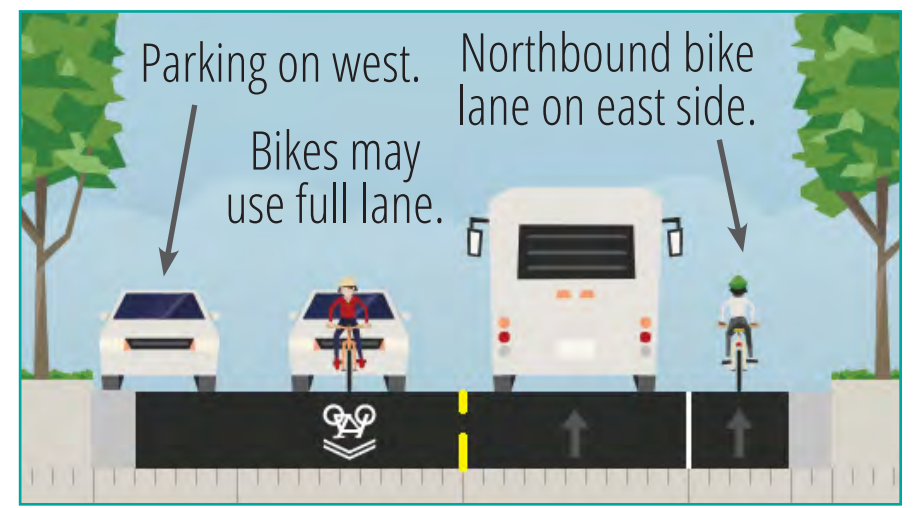 Parking on west.
Northbound bike
lane on east side.
Bikes may
use full lane.